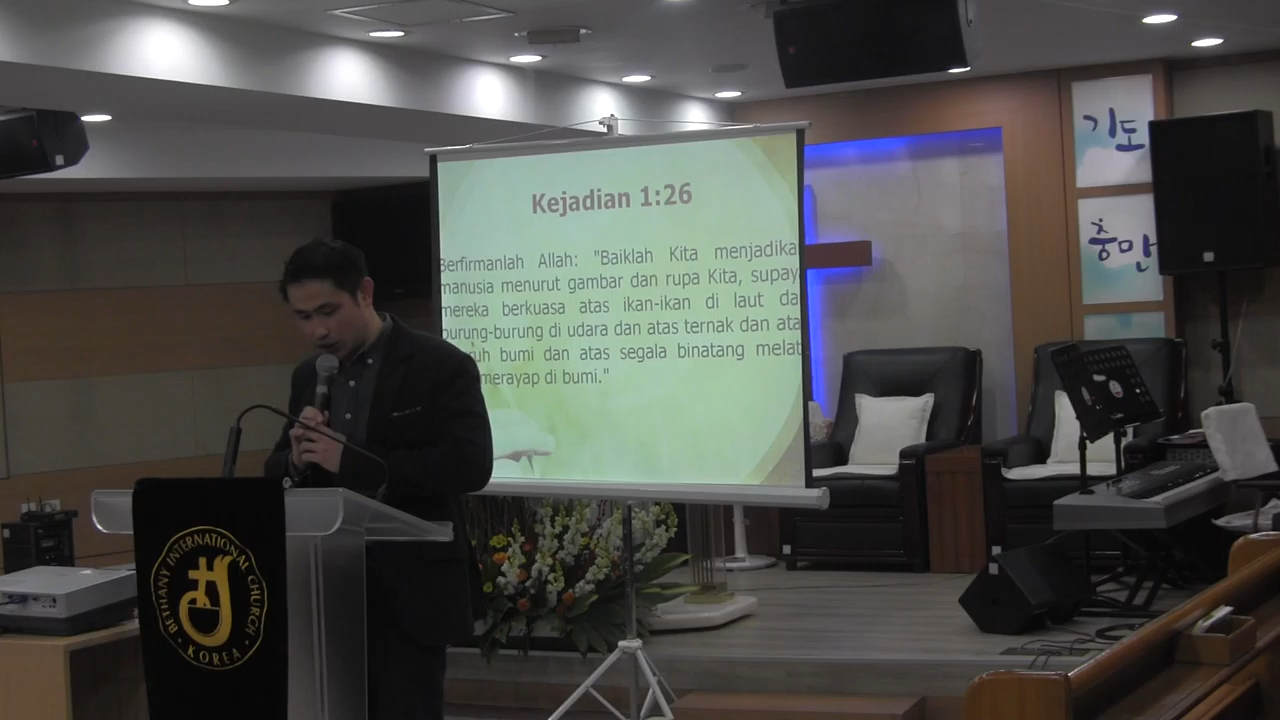 Kejadian 1:26
Berfirmanlah Allah: "Baiklah Kita menjadika
manusia menurut gambar dan rupa Kita, supay
mereka berkuasa atas ikan-ikan di laut da
burung-burung di udara dan atas ternak dan ata
bumi dan atas segala binatang melat
merayap di bumi."
기도
충만
BETHANY INTERNATIONAL CHURCH
KOREA